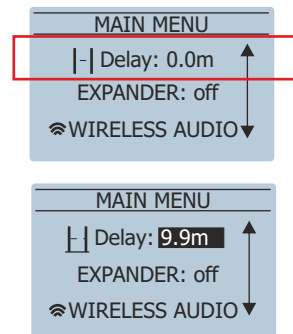 MAIN MENU
Delay: 0.0m
EXPANDER: off
WIRELESS AUDIO
MAIN MENU
Delay: 9.9m
EXPANDER: off
WIRELESS AUDIO